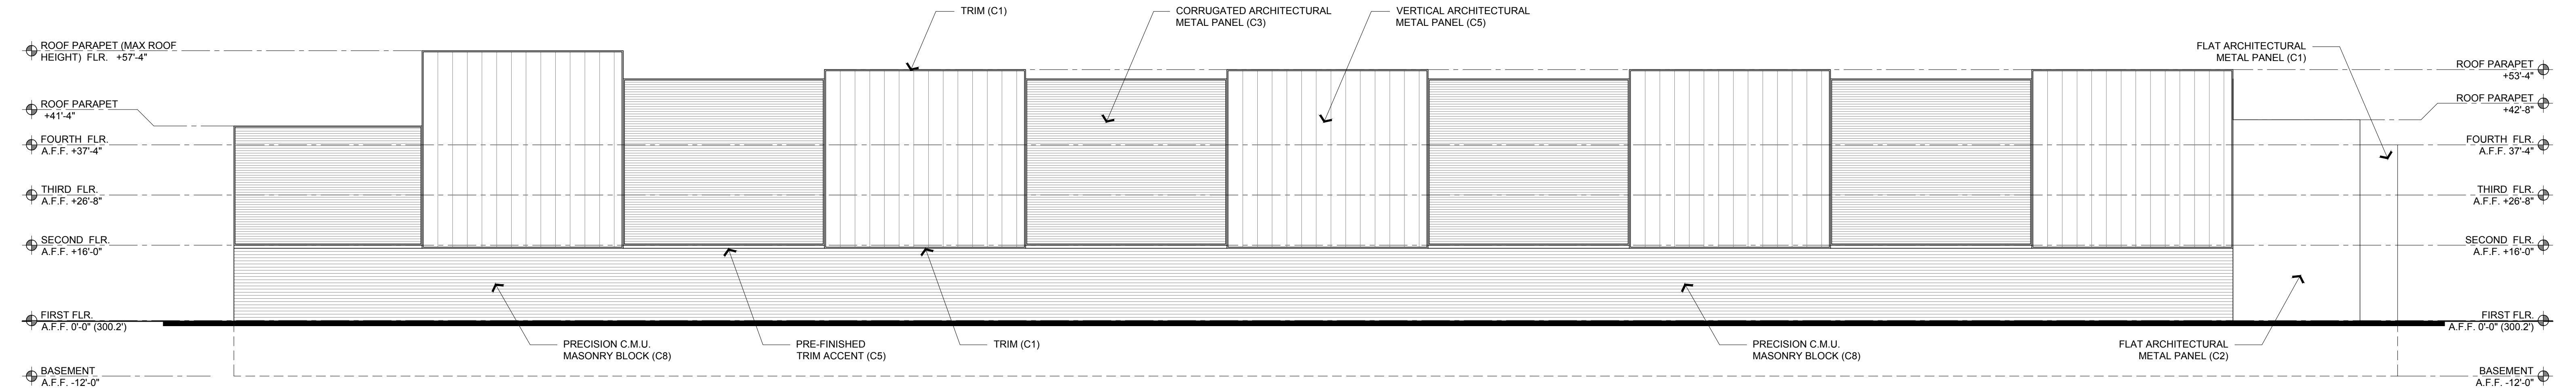 TRIM (C1)
CORRUGATED ARCHITECTURAL
METAL PANEL (C3)
VERTICAL ARCHITECTURAL
METAL PANEL (C5)
ROOF PARAPET (MAX ROOF
HEIGHT) FLR. +57'-4"
ROOF PARAPET
+41'-4"
FOURTH FLR.
A.F.F. +37'-4"
THIRD FLR.
A.F.F. +26'-8"
SECOND FLR.
A.F.F. +16'-0"
FIRST FLR.
A.F.F. 0'-0" (300.2')
BASEMENT
A.F.F. -12'-0"
FLAT ARCHITECTURAL
METAL PANEL (C1)
ROOF PARAPET
+53'-4"
ROOF PARAPET
+42'-8"
FOURTH FLR.
A.F.F. 37'-4"
THIRD FLR.
A.F.F. +26'-8"
SECOND FLR.
A.F.F. +16'-0"
FIRST FLR.
A.F.F. 0'-0" (300.2')
BASEMENT
A.F.F. -12'-0"
PRECISION C.M.U.
MASONRY BLOCK (C8)
PRE-FINISHED
TRIM ACCENT (C5)
TRIM (C1)
PRECISION C.M.U.
MASONRY BLOCK (C8)
FLAT ARCHITECTURAL
METAL PANEL (C2)